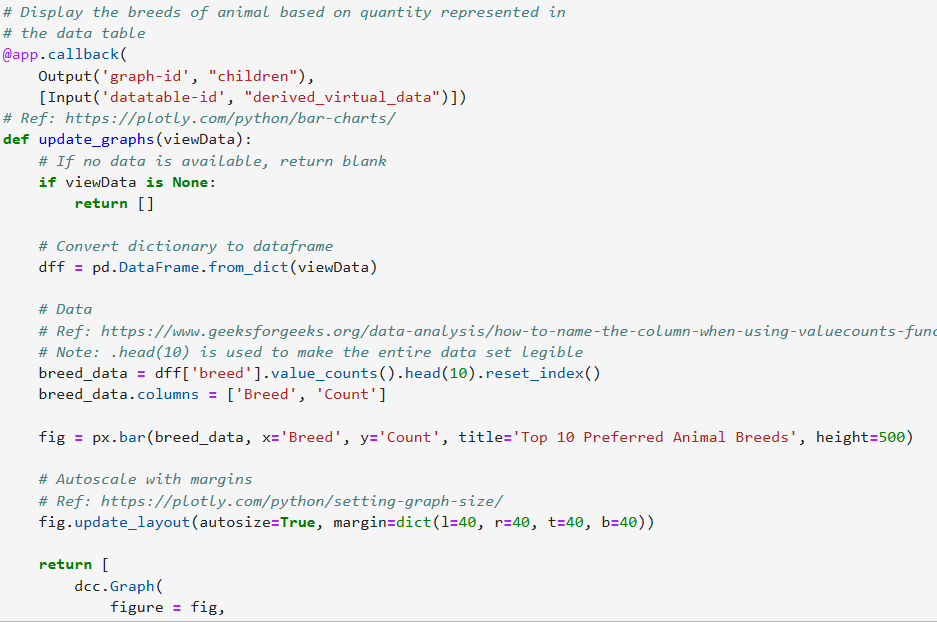 # Display the breeds of animal based on quantity represented in
# the data table
@app.callback(
    Output('graph-id', "children"),
    [Input('datatable-id', "derived_virtual_data")])
# Ref: https://plotly.com/python/bar-charts/
def update_graphs(viewData):
    # If no data is available, return blank
    if viewData is None:
        return []

    # Convert dictionary to dataframe
    dff = pd.DataFrame.from_dict(viewData)

    # Data
    # Ref: https://www.geeksforgeeks.org/data-analysis/how-to-name-the-column-when-using-valuecounts-func
    # Note: .head(10) is used to make the entire data set legible
    breed_data = dff['breed'].value_counts().head(10).reset_index()
    breed_data.columns = ['Breed', 'Count']

    fig = px.bar(breed_data, x='Breed', y='Count', title='Top 10 Preferred Animal Breeds', height=500)

    # Autoscale with margins
    # Ref: https://plotly.com/python/setting-graph-size/
    fig.update_layout(autosize=True, margin=dict(l=40, r=40, t=40, b=40))

    return [
        dcc.Graph(
            figure = fig,